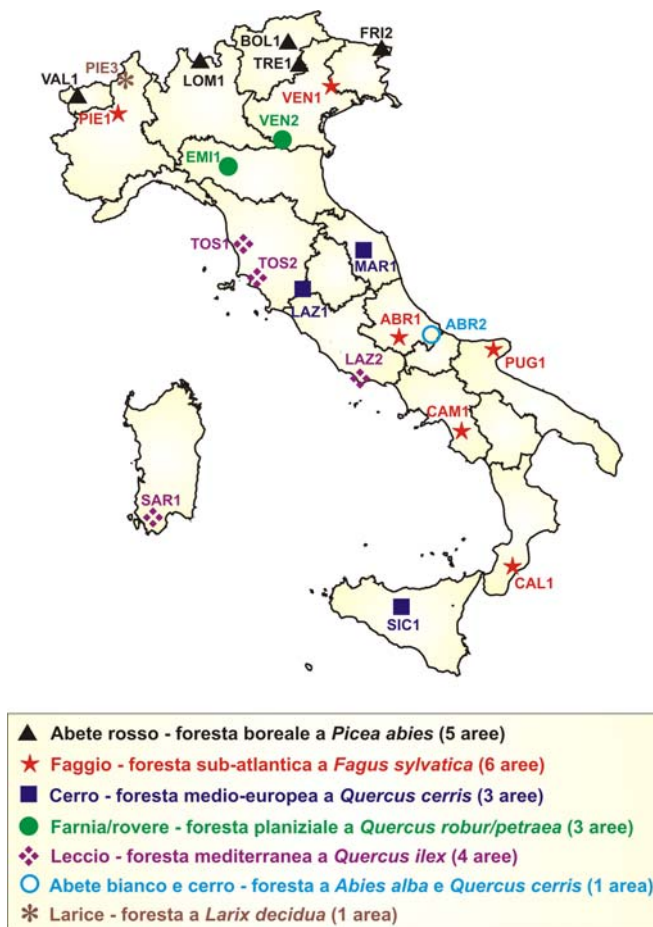 FRI2
BOL1
PIE3
TRE1
VAL1
LOM1
VEN1
PIE1
VEN2
EMI1
TOS1
MAR1
TOS2
LAZ1
ABR1
ABR2
LAZ2
PUG1
CAM1
SAR1
CAL1
SIC1
Abete rosso - foresta boreale a Picea abies (5 aree)
Faggio - foresta sub-atlantica a Fagus sylvatica (6 aree)
Cerro - foresta medio-europea a Quercus cerris (3 aree)
Farnia/rovere - foresta planiziale a Quercus robur/petraea (3 aree)
Leccio - foresta mediterranea a Quercus ilex (4 aree)
Abete bianco e cerro - foresta a Abies alba e Quercus cerris (1 area)
Larice - foresta a Larix decidua (1 area)